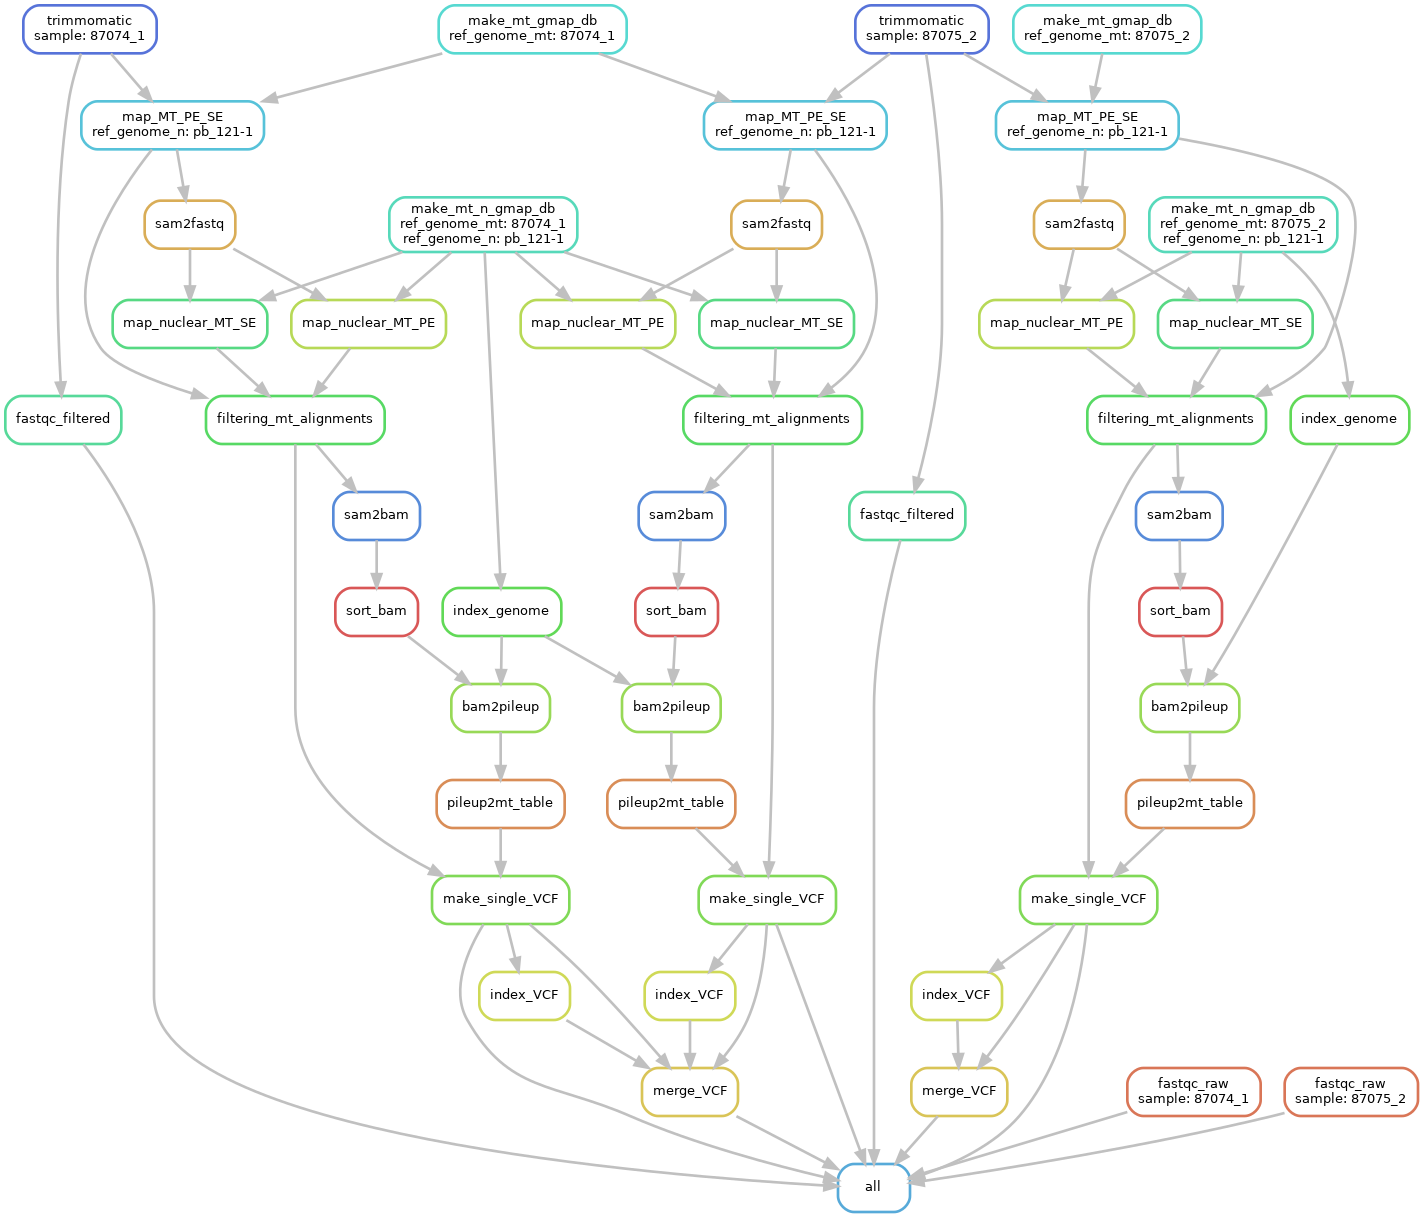 trimmomatic
sample: 87074_1
make_mt_gmap_db
ref_genome_mt: 87074_1
trimmomatic
sample: 87075_2
make_mt_gmap_db
ref_genome_mt: 87075_2
map_MT_PE_SE
ref_genome_n: pb_121-1
map_MT_PE_SE
ref_genome_n: pb_121-1
map_MT_PE_SE
ref_genome_n: pb_121-1
sam2fastq
make_mt_n_gmap_db
ref_genome_mt: 87074_1
ref_genome_n: pb_121-1
sam2fastq
sam2fastq
make_mt_n_gmap_db
ref_genome_mt: 87075_2
ref_genome_n: pb_121-1
map_nuclear_MT_SE
map_nuclear_MT_PE
map_nuclear_MT_PE
map_nuclear_MT_SE
map_nuclear_MT_PE
map_nuclear_MT_SE
fastqc_filtered
filtering_mt_alignments
filtering_mt_alignments
filtering_mt_alignments
index_genome
sam2bam
sam2bam
fastqc_filtered
sam2bam
sort_bam
index_genome
sort_bam
sort_bam
bam2pileup
bam2pileup
bam2pileup
pileup2mt_table
pileup2mt_table
pileup2mt_table
make_single_VCF
make_single_VCF
make_single_VCF
index_VCF
index_VCF
index_VCF
merge_VCF
merge_VCF
fastqc_raw
sample: 87074_1
fastqc_raw
sample: 87075_2
all